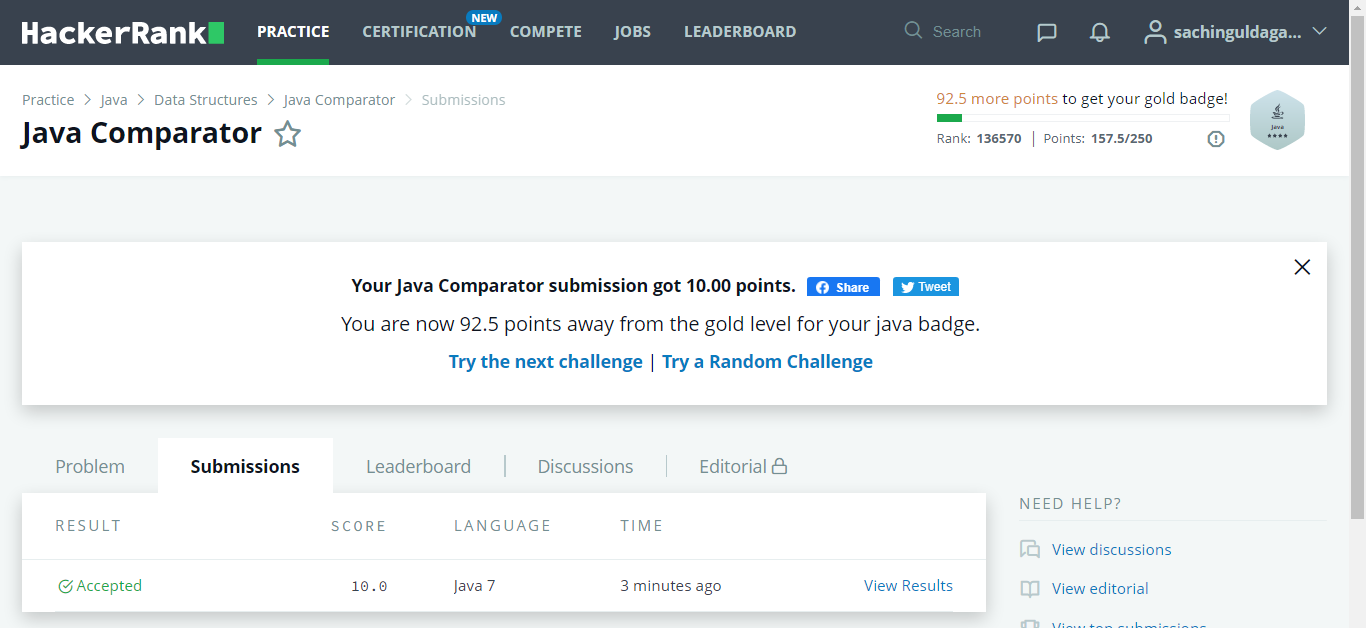 HackerRank PRACTICE CERTIFICATION NEW COMPETE JOBS LEADERBOARD Search sachinguldaga...
Practice > Java > Data Structures > Java Comparator > Submissions
Java Comparator
92.5 more points to get your gold badge!
Rank: 136570 | Points: 157.5/250
Java
Your Java Comparator submission got 10.00 points. Share Tweet
You are now 92.5 points away from the gold level for your java badge.
Try the next challenge | Try a Random Challenge
Problem Submissions Leaderboard Discussions Editorial
RESULT SCORE LANGUAGE TIME
Accepted 10.0 Java 7 3 minutes ago View Results
NEED HELP?
View discussions
View editorial
View top submissions